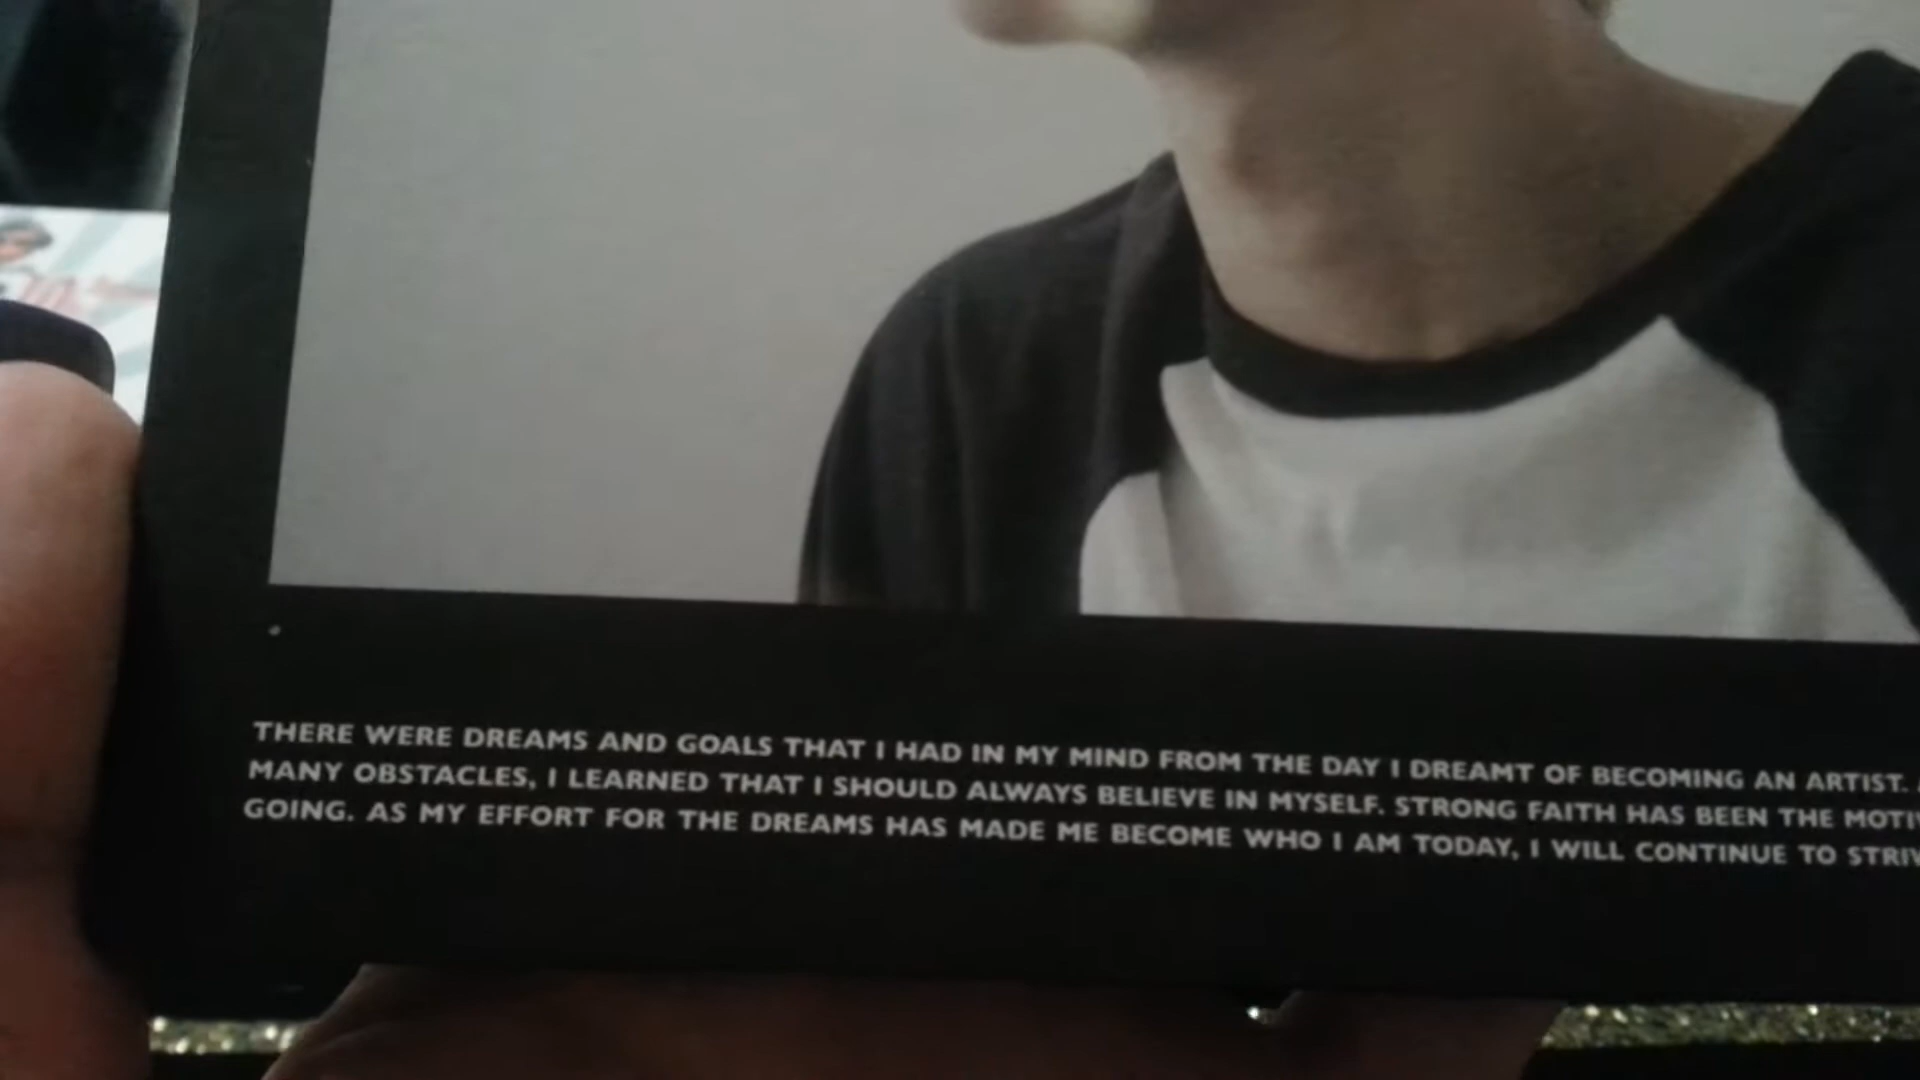 THERE WERE DREAMS AND GOALS THAT I HAD IN MY MIND FROM THE DAY I DREAMT OF BECOMING AN ARTIST.
MANY OBSTACLES, I LEARNED THAT I SHOULD ALWAYS BELIEVE IN MYSELF. STRONG FAITH HAS BEEN THE
GOING. AS MY EFFORT FOR THE DREAMS HAS MADE ME BECOME WHO I AM TODAY, I WILL CONTINUE TO